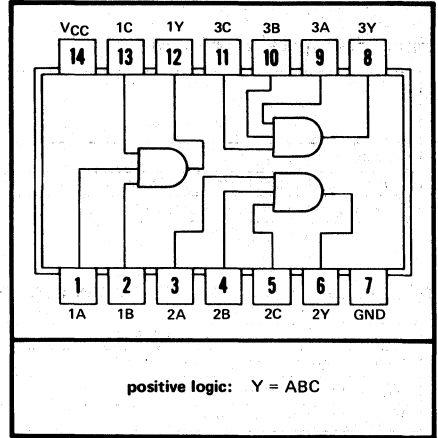 VCC 1C 1Y 3C 3B 3A 3Y
14 13 12 11 10 9 8
1 2 3 4 5 6 7
1A 1B 2A 2B 2C 2Y GND
positive logic: Y = ABC